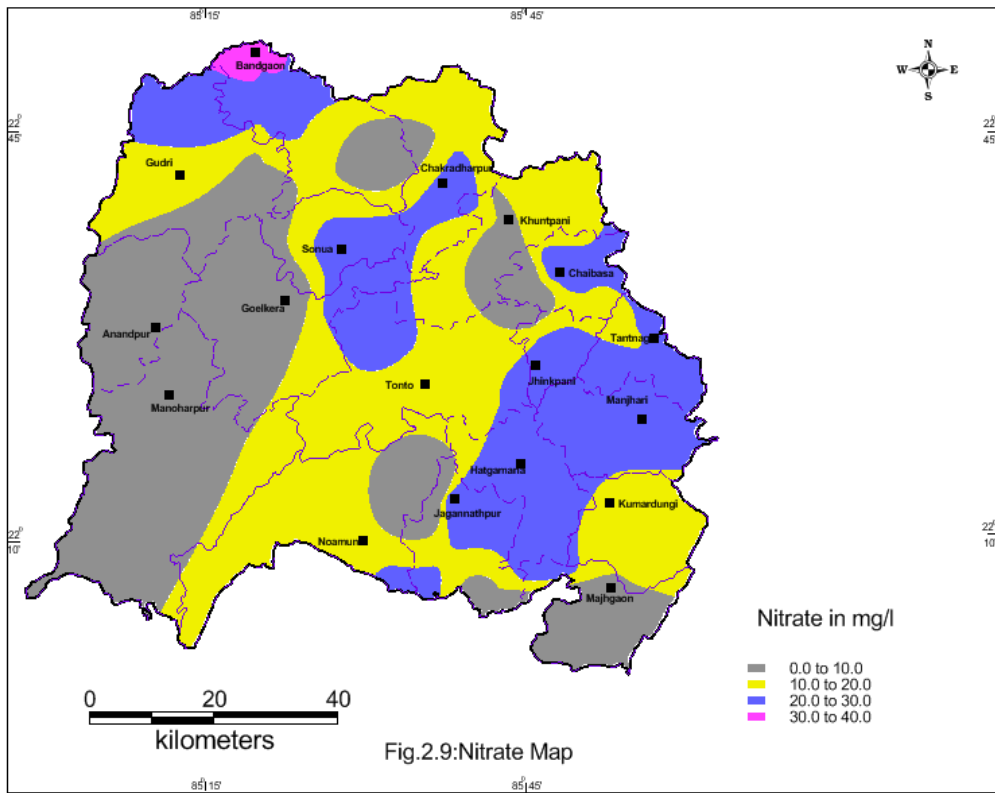 85° 15' 85° 45'
N
W E
S
Bandgaon
22° 45' 22° 45'
Gudri
Chakradharpur
Khuntpani
Sonua
Chaibasa
Goelkera
Anandpur
Tantnag
Jhinkpani
Tonto
Manoharpur
Manjhari
Hatgamaria
Jagannathpur
Kumardungi
Noamun
22° 10' 22° 10'
Majhgaon
Nitrate in mg/l
0.0 to 10.0
10.0 to 20.0
20.0 to 30.0
30.0 to 40.0
0 20 40
kilometers
Fig.2.9:Nitrate Map
85° 15' 85° 45'